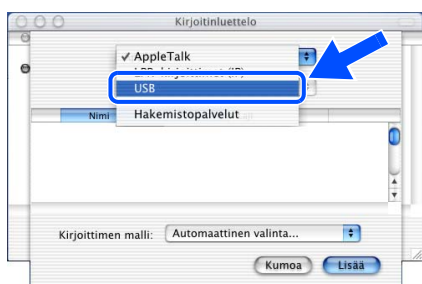 Kirjoitinluettelo
AppleTalk
USB
Hakemistopalvelut
Nimi
Kirjoittimen malli: Automaattinen valinta...
Kumoa Lisää